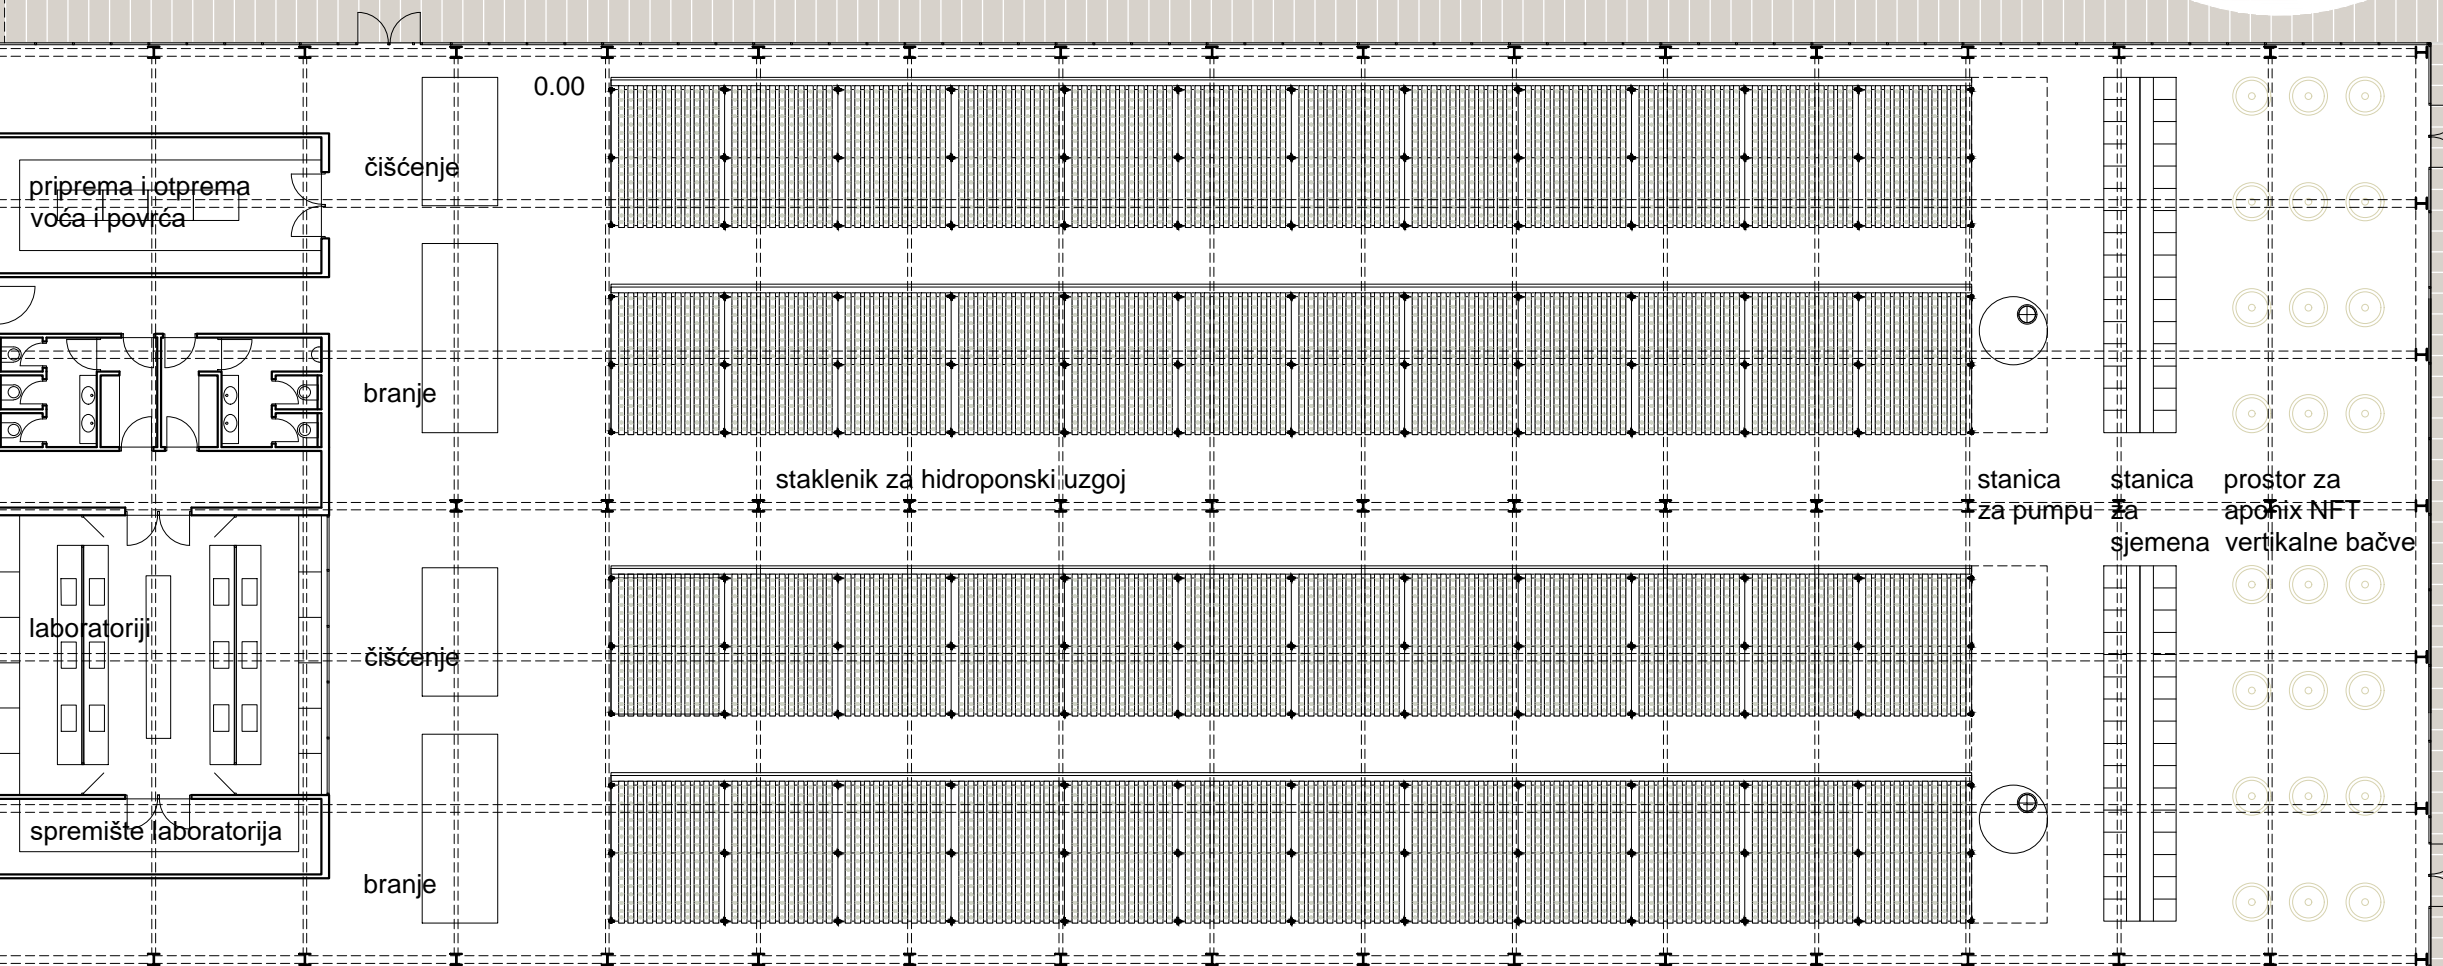 0.00
čišćenje
priprema i otprema
voća i povrća
branje
staklenik za hidroponski uzgoj
stanica
za pumpu
stanica
za
sjemena
prostor za
aponix NFT
vertikalne bačve
laboratoriji
čišćenje
spremište laboratorija
branje